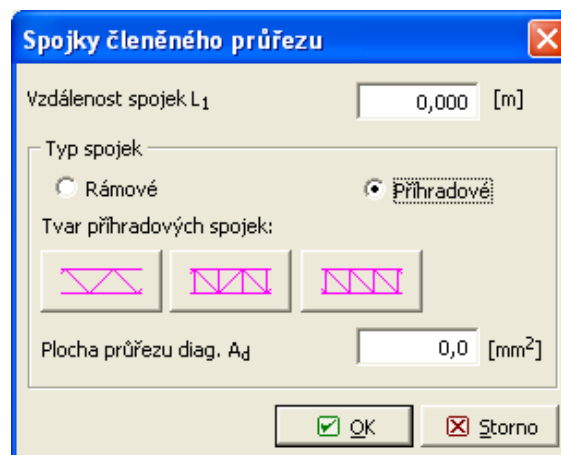 Spojky členěného průřezu
Vzdálenost spojek L₁ 0,000 [m]
Typ spojek
Rámové Příhradové
Tvar příhradových spojek:
Plocha průřezu diag. A_d 0,0 [mm²]
OK Storno